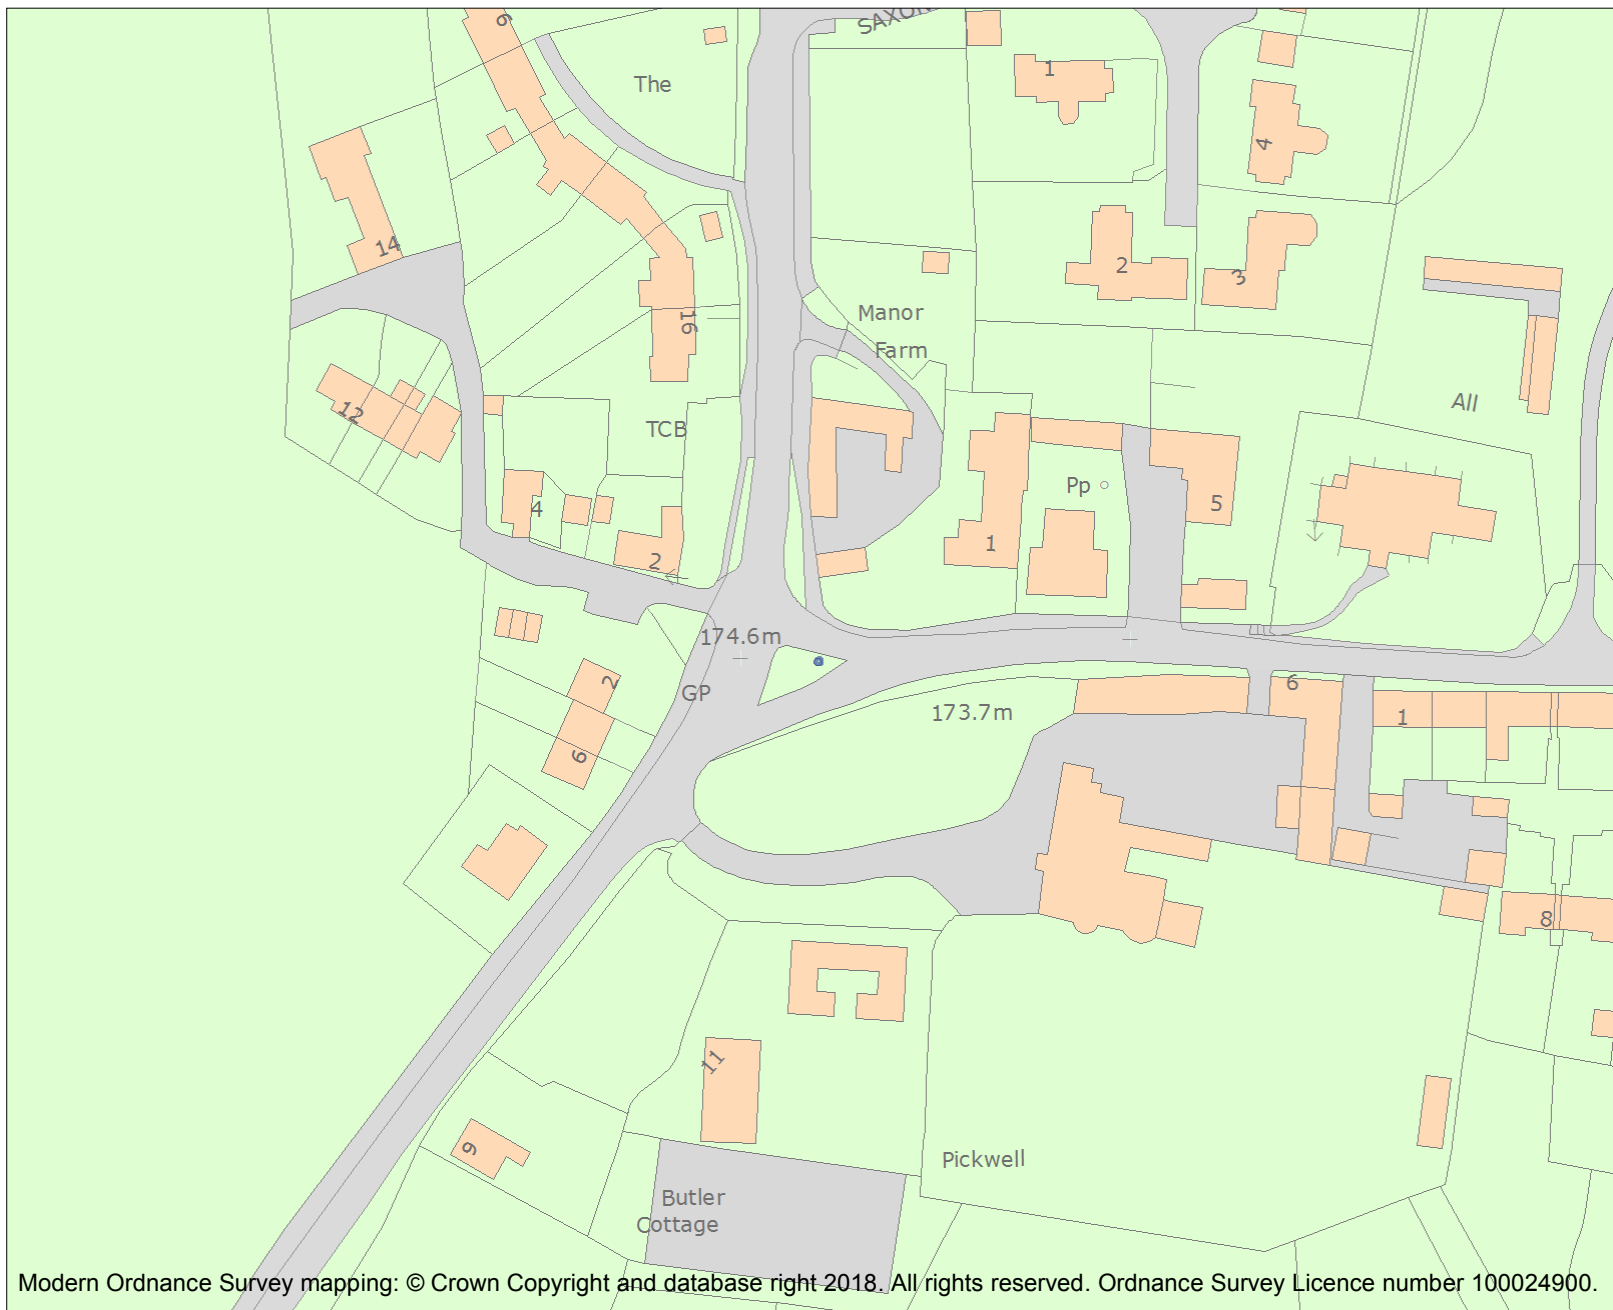 6
SAXON
The
1
4
14
2
3
16
Manor
Farm
12
All
TCB
4
Pp
5
1
2
174.6m
2
GP
6
173.7m
1
6
8
11
9
Pickwell
Butler
Cottage
Modern Ordnance Survey mapping: © Crown Copyright and database right 2018. All rights reserved. Ordnance Survey Licence number 100024900.